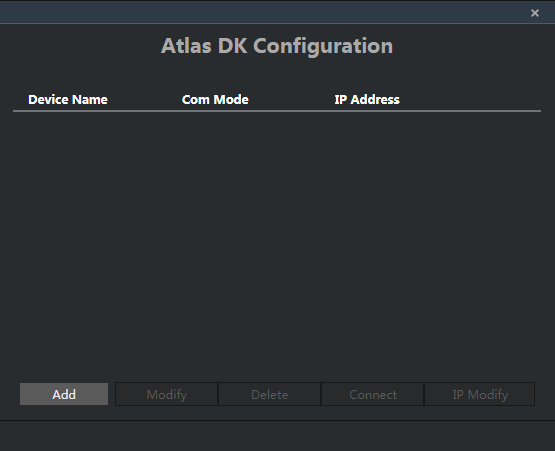 Atlas DK Configuration
Device Name Com Mode IP Address
Add Modify Delete Connect IP Modify